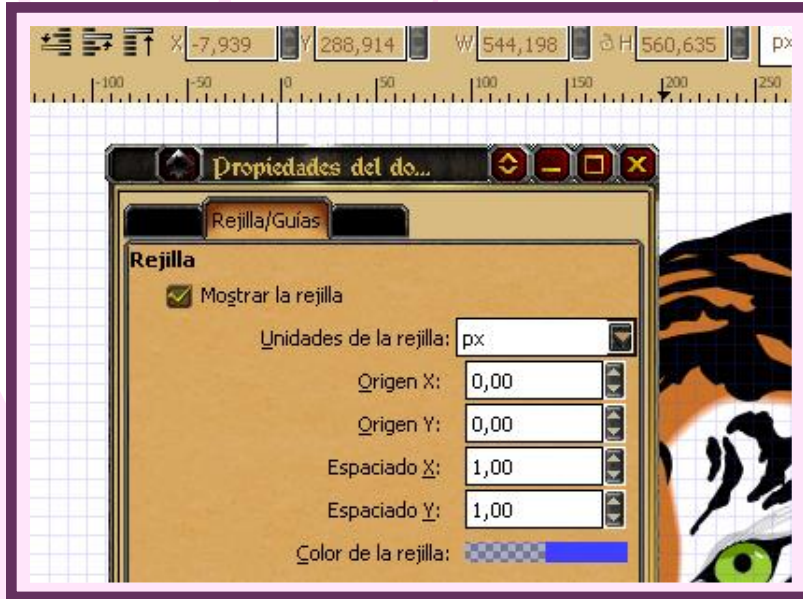 X -7,939 Y 288,914 W 544,198 H 560,635 px
-100 -50 0 50 100 150 200 250
Propiedades del do...
Rejilla/Guías
Rejilla
Mostrar la rejilla
Unidades de la rejilla: px
Origen X: 0,00
Origen Y: 0,00
Espaciado X: 1,00
Espaciado Y: 1,00
Color de la rejilla: